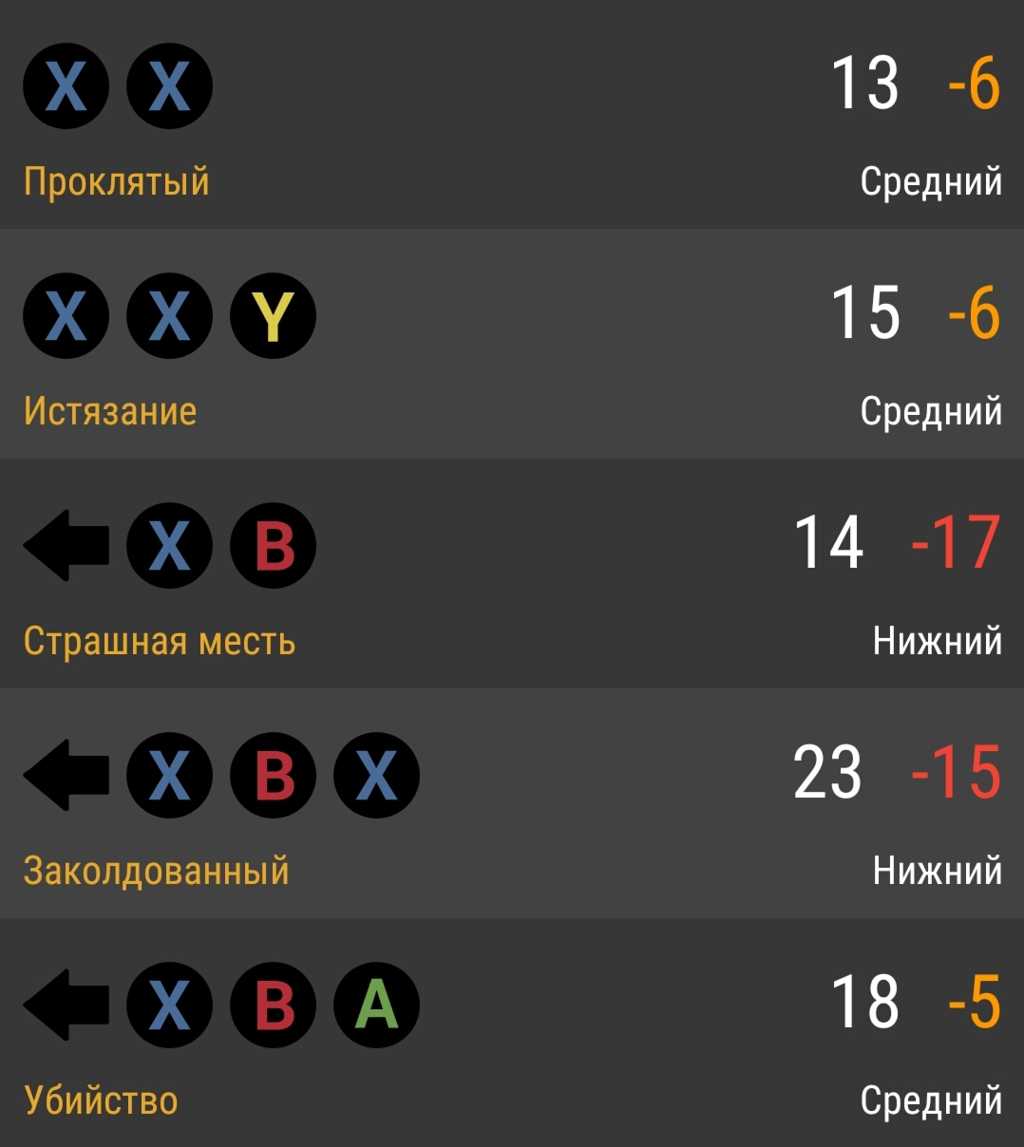 X X 13 -6
Проклятый Средний
X X Y 15 -6
Истязание Средний
X B 14 -17
Страшная месть Нижний
X B X 23 -15
Заколдованный Нижний
X B A 18 -5
Убийство Средний